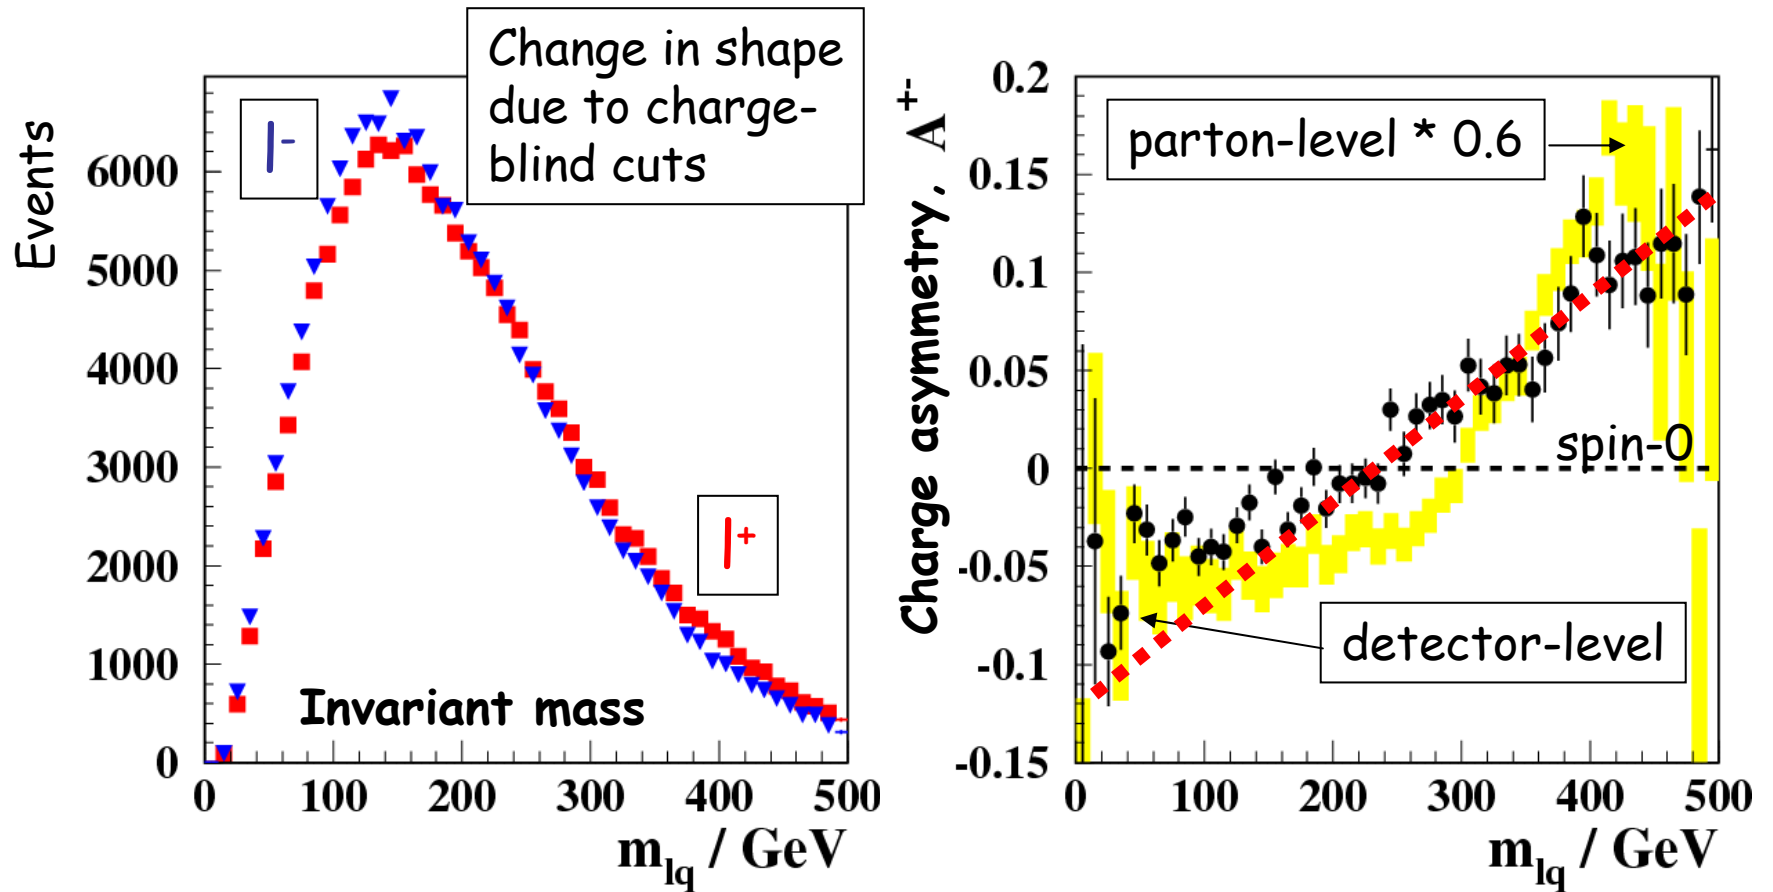 Change in shape
due to charge-
blind cuts
l-
l+
Events
6000
5000
4000
3000
2000
1000
0
Invariant mass
0 100 200 300 400 500
m_lq / GeV
Charge asymmetry, A^+-
0.2
0.15
0.1
0.05
0
-0.05
-0.1
-0.15
parton-level * 0.6
spin-0
detector-level
0 100 200 300 400 500
m_lq / GeV